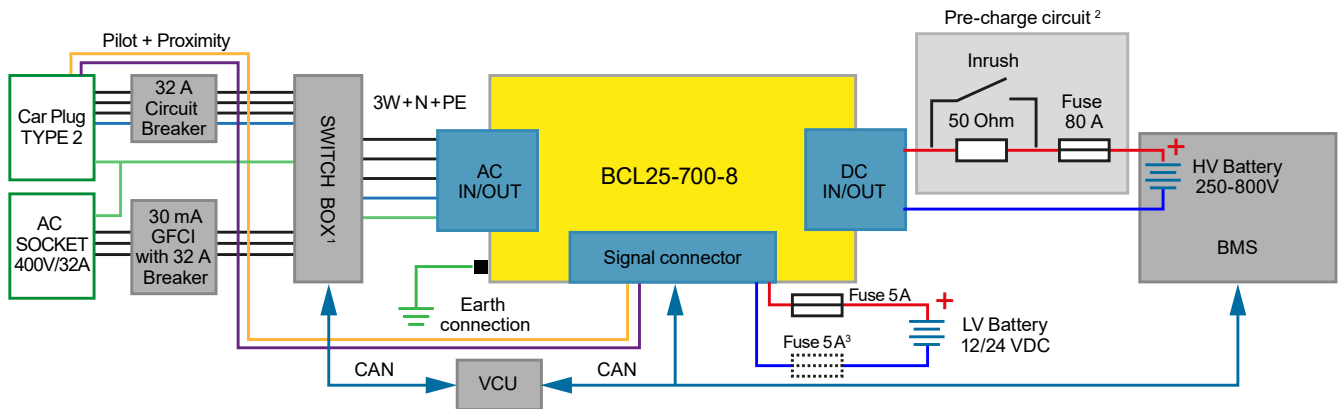 Pre-charge circuit ²
Pilot + Proximity
Inrush
50 Ohm
Fuse
80 A
Car Plug
TYPE 2
32 A
Circuit
Breaker
SWITCH BOX¹
3W+N+PE
AC
IN/OUT
BCL25-700-8
DC
IN/OUT
+
HV Battery
250-800V
BMS
AC
SOCKET
400V/32A
30 mA
GFCI
with 32 A
Breaker
Signal connector
Earth
connection
Fuse 5A
+
LV Battery
12/24 VDC
Fuse 5A³
CAN
VCU
CAN